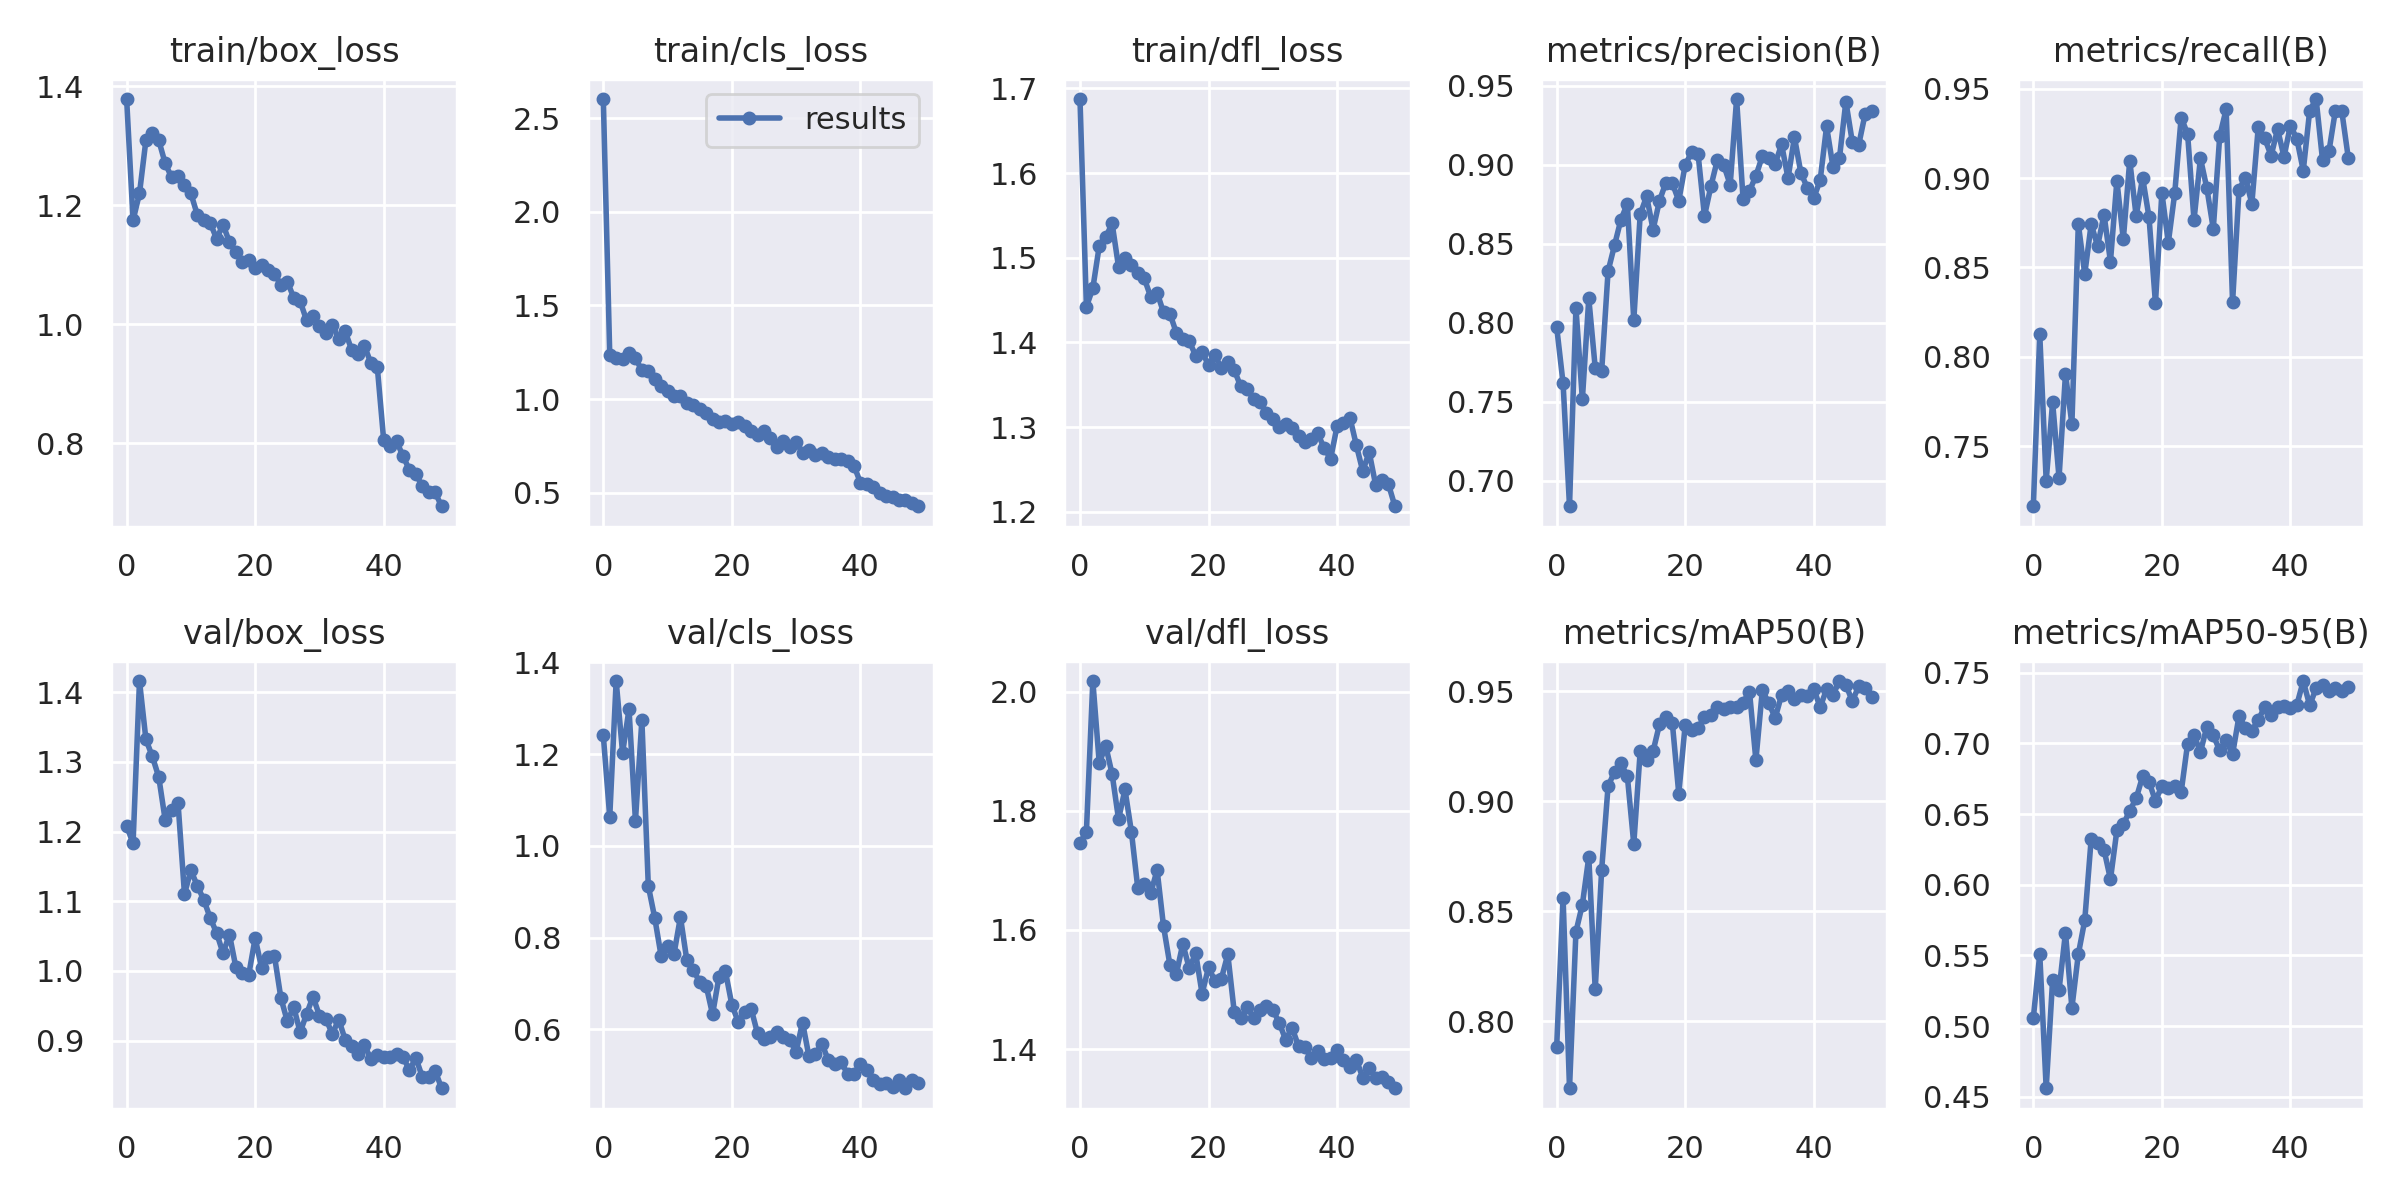 train/box_loss
train/cls_loss
train/dfl_loss
metrics/precision(B)
metrics/recall(B)
1.4
1.2
1.0
0.8
0 20 40
results
2.5
2.0
1.5
1.0
0.5
0 20 40
1.7
1.6
1.5
1.4
1.3
1.2
0 20 40
0.95
0.90
0.85
0.80
0.75
0.70
0 20 40
0.95
0.90
0.85
0.80
0.75
0 20 40
val/box_loss
val/cls_loss
val/dfl_loss
metrics/mAP50(B)
metrics/mAP50-95(B)
1.4
1.3
1.2
1.1
1.0
0.9
0 20 40
1.4
1.2
1.0
0.8
0.6
0 20 40
2.0
1.8
1.6
1.4
0 20 40
0.95
0.90
0.85
0.80
0 20 40
0.75
0.70
0.65
0.60
0.55
0.50
0.45
0 20 40